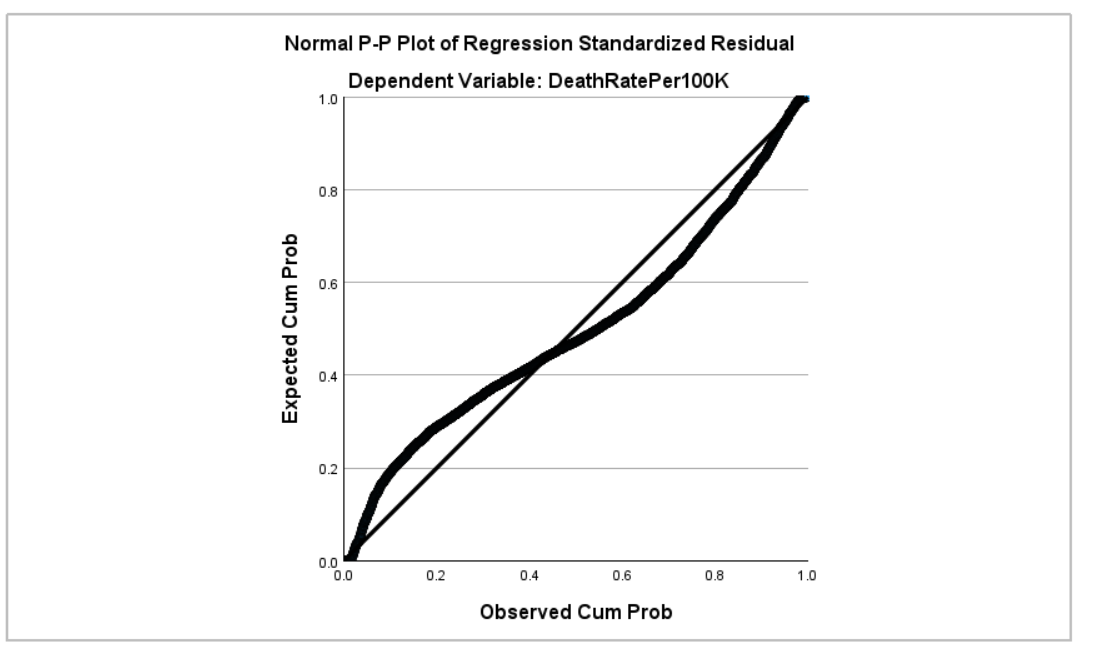 Normal P-P Plot of Regression Standardized Residual
Dependent Variable: DeathRatePer100K
1.0
0.8
0.6
0.4
0.2
0.0
Expected Cum Prob
0.0 0.2 0.4 0.6 0.8 1.0
Observed Cum Prob